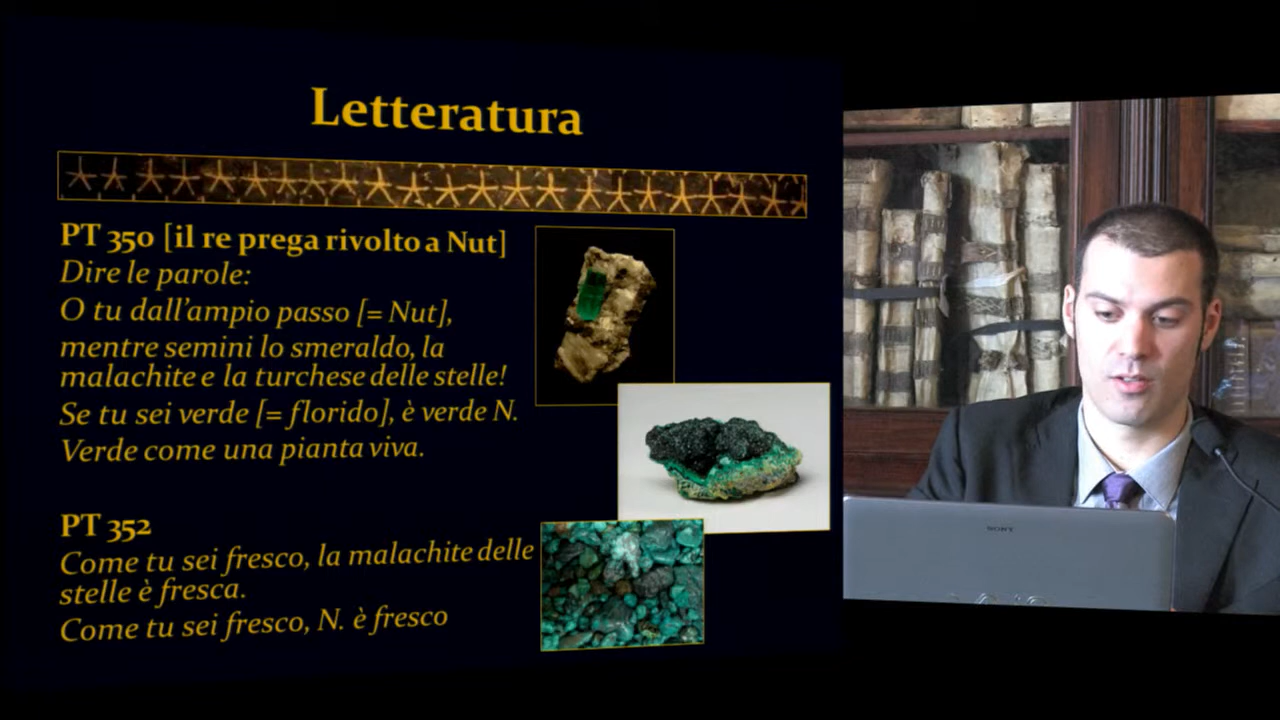 Letteratura
PT 350 [il re prega rivolto a Nut]
Dire le parole:
O tu dall'ampio passo [= Nut],
mentre semini lo smeraldo, la
malachite e la turchese delle stelle!
Se tu sei verde [= florido], è verde N.
Verde come una pianta viva.
PT 352
Come tu sei fresco, la malachite delle
stelle è fresca.
Come tu sei fresco, N. è fresco
SONY